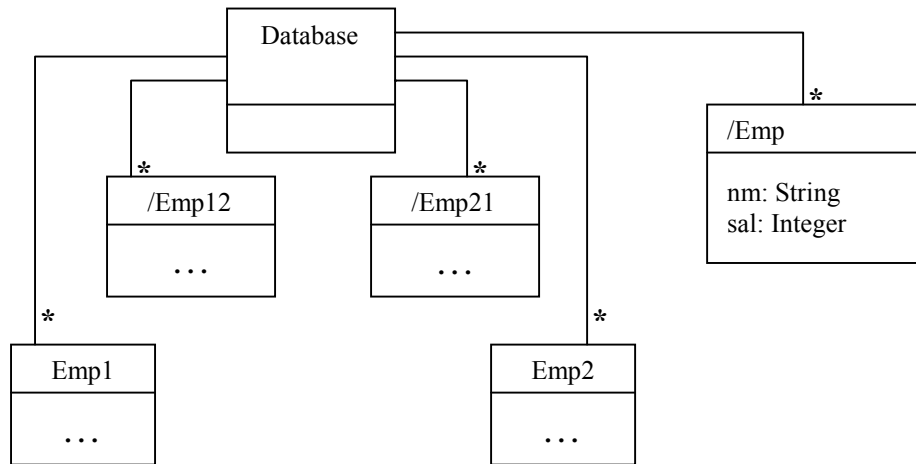 Database
*
/Emp
nm: String
sal: Integer
*
/Emp12
...
*
/Emp21
...
*
Emp1
...
*
Emp2
...